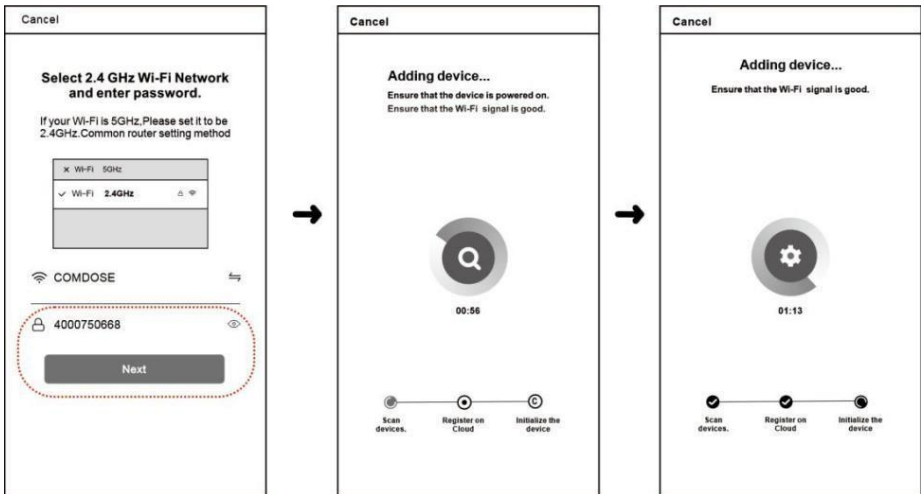 Cancel
Select 2.4 GHz Wi-Fi Network
and enter password.
If your Wi-Fi is 5GHz,Please set it to be
2.4GHz.Common router setting method
x Wi-Fi 5GHz
✓ Wi-Fi 2.4GHz
COMDOSE
4000750668
Next
Cancel
Adding device...
Ensure that the device is powered on.
Ensure that the Wi-Fi signal is good.
00:56
Scan
devices.
Register on
Cloud
C
Initialize the
device
Cancel
Adding device...
Ensure that the Wi-Fi signal is good.
01:13
Scan
devices.
Register on
Cloud
Initialize the
device